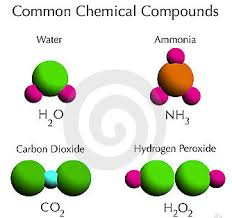 Common Chemical Compounds
Water
Ammonia
H₂O
NH₃
Carbon Dioxide
Hydrogen Peroxide
CO₂
H₂O₂